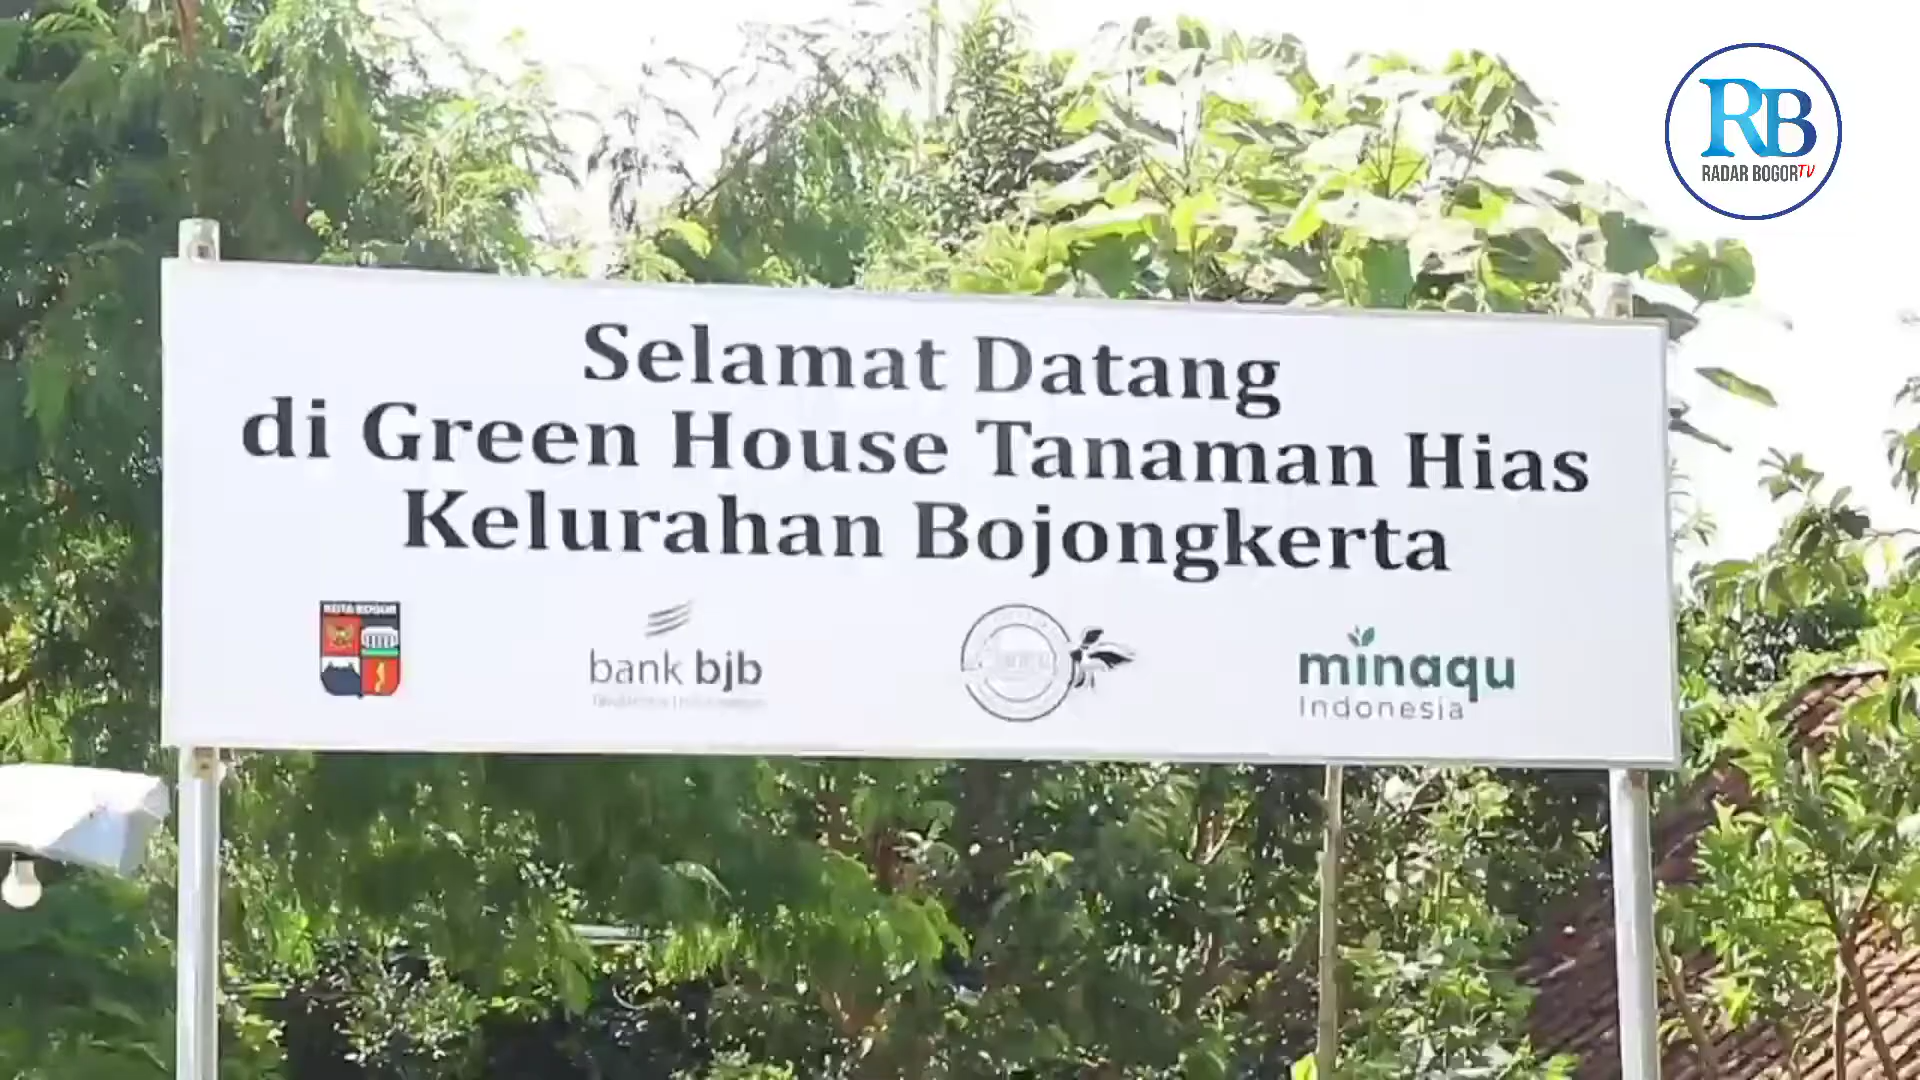 RB
RADAR BOGOR TV
Selamat Datang
di Green House Tanaman Hias
Kelurahan Bojongkerta
KOTA BOGOR
bank bjb
minaqu
Indonesia